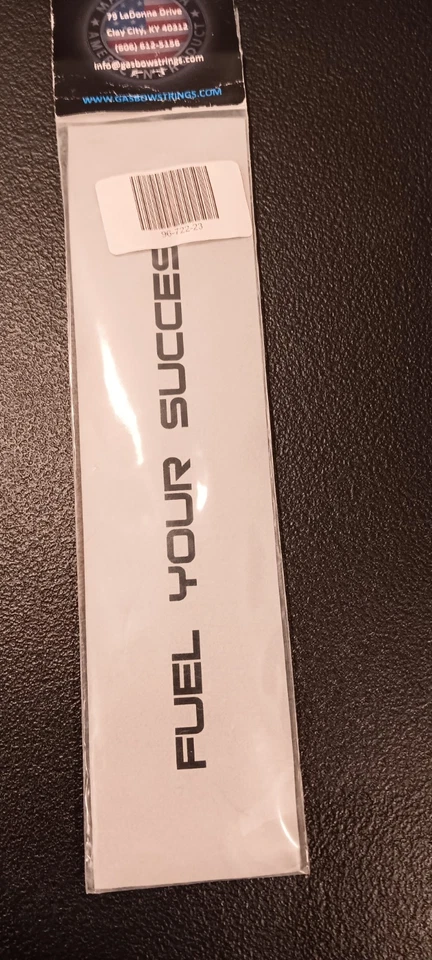 79 LaDonna Drive
Clay City, KY 40312
(606) 612-5156
info@gasbowstrings.com
WWW.GASBOWSTRINGS.COM
96-722-23
FUEL YOUR SUCCES